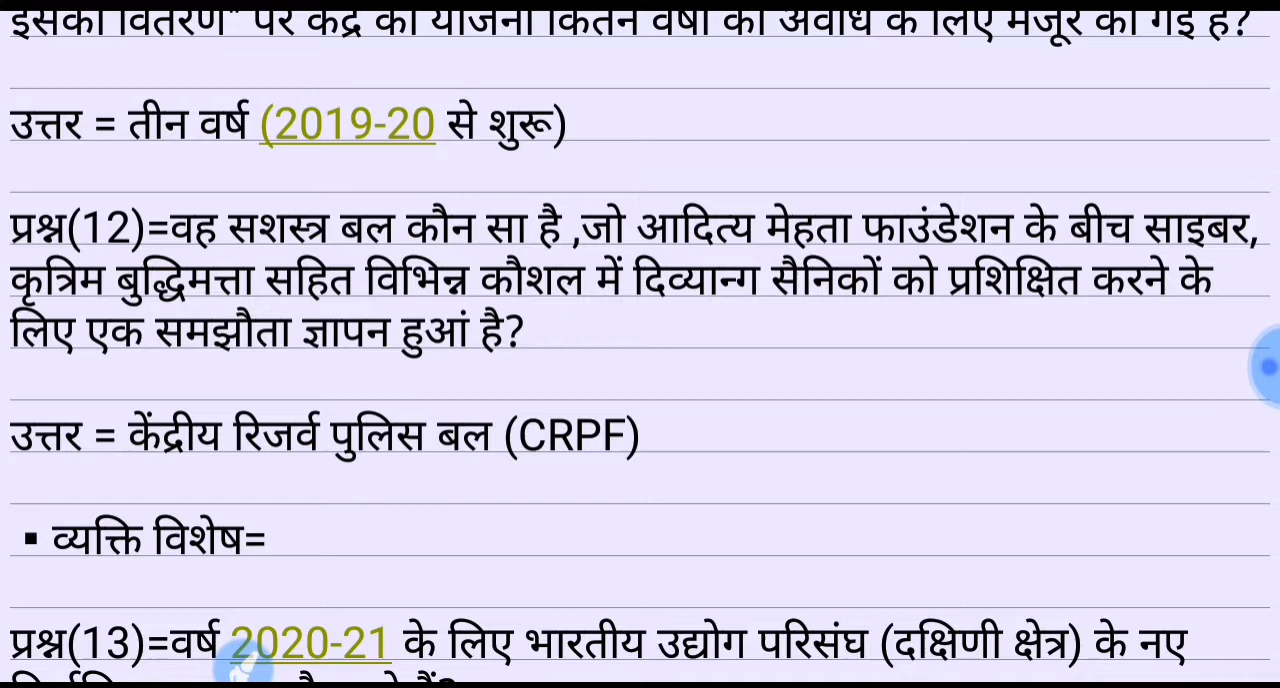 इसका वितरण" पर केंद्र की योजना कितने वर्षों की अवधि के लिए मंजूर की गई है?
उत्तर = तीन वर्ष (2019-20 से शुरू)
प्रश्न(12)=वह सशस्त्र बल कौन सा है ,जो आदित्य मेहता फाउंडेशन के बीच साइबर,
कृत्रिम बुद्धिमत्ता सहित विभिन्न कौशल में दिव्यान्ग सैनिकों को प्रशिक्षित करने के
लिए एक समझौता ज्ञापन हुआं है?
उत्तर = केंद्रीय रिजर्व पुलिस बल (CRPF)
▪ व्यक्ति विशेष=
प्रश्न(13)=वर्ष 2020-21 के लिए भारतीय उद्योग परिसंघ (दक्षिणी क्षेत्र) के नए